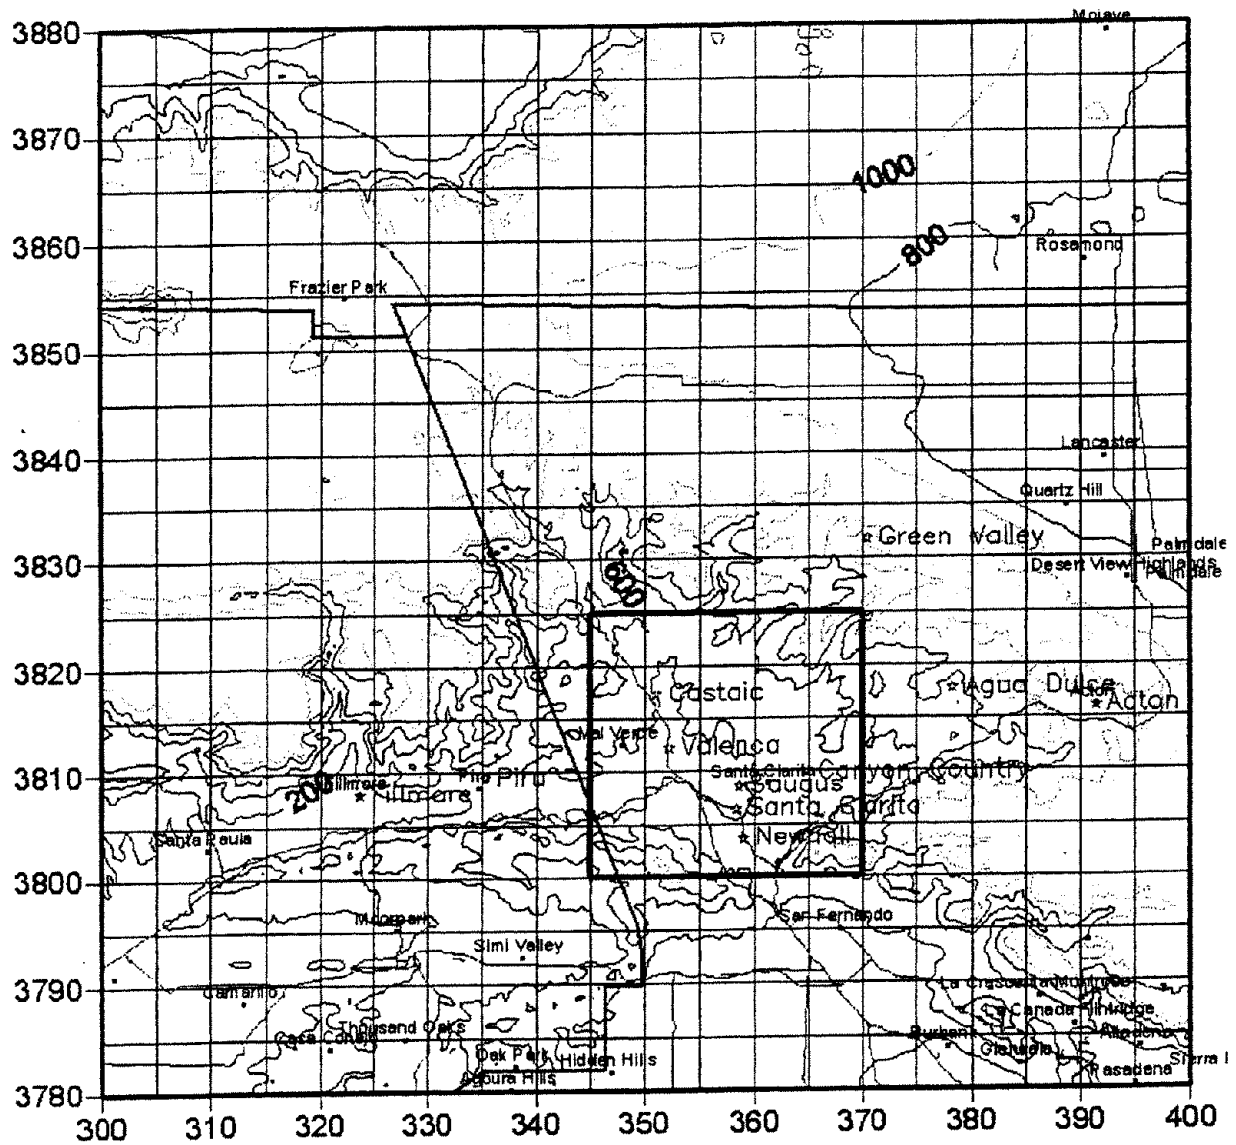 Mojave
3880
3870
1000
3860
800
Rosamond
Frazier Park
3850
Lancaster
3840
Quartz Hill
Green Valley
Palmdale
3830
Desert View Highlands
Palmdale
600
3820
Castaic
Agua Dulce
Acton
Acton
Val Verde
Valenca
3810
Piru
Piru
Santa Clarita
Canyon Country
200
Fillmore
Fillmore
Saugus
Santa Clarita
Santa Paula
Newhall
3800
Moorpark
San Fernando
Simi Valley
3790
Camarillo
La Crescenta Montrose
La Canada Flintridge
Thousand Oaks
Casa Conejo
Burbank
Altadena
Oak Park
Hidden Hills
Glendale
Sierra
Agoura Hills
Pasadena
3780
300 310 320 330 340 350 360 370 380 390 400